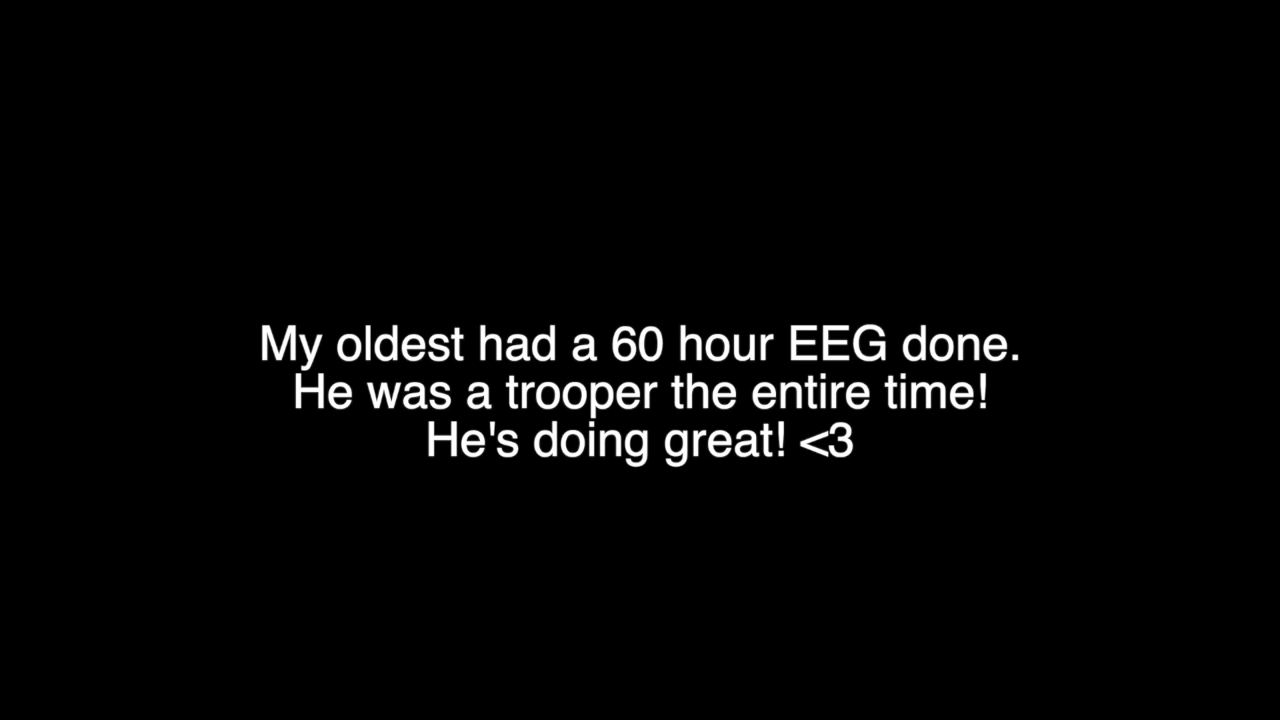 My oldest had a 60 hour EEG done.
He was a trooper the entire time!
He's doing great! <3